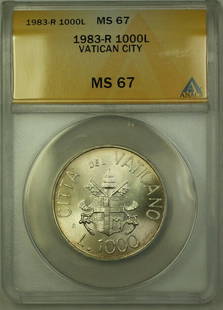 1983-R 1000L MS 67
1983-R 1000L
VATICAN CITY
MS 67
CITTA' DEL VATICANO
L. 1000